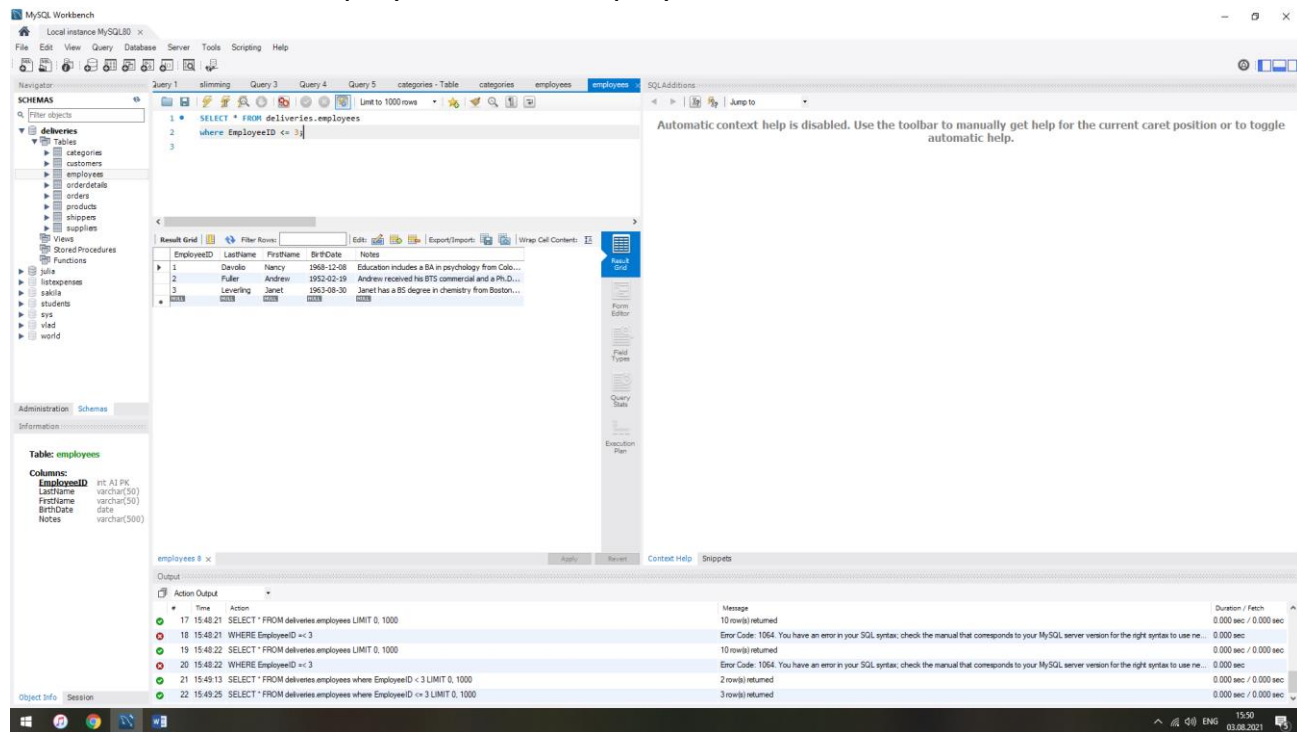 MySQL Workbench
Local instance MySQL80 ×
File Edit View Query Database Server Tools Scripting Help
Navigator
SCHEMAS
Filter objects
deliveries
Tables
categories
customers
employees
orderdetails
orders
products
shippers
suppliers
Views
Stored Procedures
Functions
julia
listexpenses
sakila
students
sys
vlad
world
Administration Schemas
Information
Table: employees
Columns:
EmployeeID int AI PK
LastName varchar(50)
FirstName varchar(50)
BirthDate date
Notes varchar(500)
Object Info Session
Query 1 slimming Query 3 Query 4 Query 5 categories - Table categories employees employees ×
Limit to 1000 rows
1 SELECT * FROM deliveries.employees
2 where EmployeeID <= 3;
3
Result Grid Filter Rows: Edit: Export/Import: Wrap Cell Content:
EmployeeID LastName FirstName BirthDate Notes
1 Davolio Nancy 1968-12-08 Education includes a BA in psychology from Colo...
2 Fuller Andrew 1952-02-19 Andrew received his BTS commercial and a Ph.D...
3 Leverling Janet 1963-08-30 Janet has a BS degree in chemistry from Boston...
NULL NULL NULL NULL NULL
Result Grid
Form Editor
Field Types
Query Stats
Execution Plan
employees 8 × Apply Revert
SQLAdditions
Jump to
Automatic context help is disabled. Use the toolbar to manually get help for the current caret position or to toggle
automatic help.
Context Help Snippets
Output
Action Output
# Time Action Message Duration / Fetch
17 15:48:21 SELECT * FROM deliveries.employees LIMIT 0, 1000 10 row(s) returned 0.000 sec / 0.000 sec
18 15:48:21 WHERE EmployeeID =< 3 Error Code: 1064. You have an error in your SQL syntax; check the manual that corresponds to your MySQL server version for the right syntax to use ne... 0.000 sec
19 15:48:22 SELECT * FROM deliveries.employees LIMIT 0, 1000 10 row(s) returned 0.000 sec / 0.000 sec
20 15:48:22 WHERE EmployeeID =< 3 Error Code: 1064. You have an error in your SQL syntax; check the manual that corresponds to your MySQL server version for the right syntax to use ne... 0.000 sec
21 15:49:13 SELECT * FROM deliveries.employees where EmployeeID < 3 LIMIT 0, 1000 2 row(s) returned 0.000 sec / 0.000 sec
22 15:49:25 SELECT * FROM deliveries.employees where EmployeeID <= 3 LIMIT 0, 1000 3 row(s) returned 0.000 sec / 0.000 sec
ENG 15:50
03.08.2021